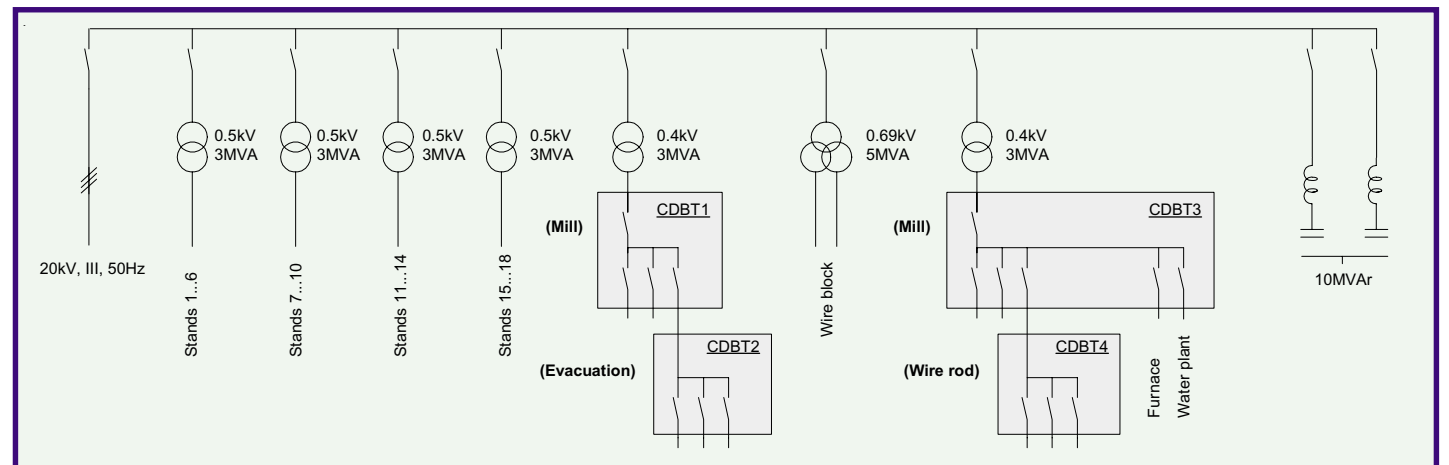 0.5kV
3MVA
0.5kV
3MVA
0.5kV
3MVA
0.5kV
3MVA
0.4kV
3MVA
0.69kV
5MVA
0.4kV
3MVA
20kV, III, 50Hz
Stands 1...6
Stands 7...10
Stands 11...14
Stands 15...18
(Mill)
CDBT1
(Evacuation)
CDBT2
Wire block
(Mill)
CDBT3
(Wire rod)
CDBT4
Furnace
Water plant
10MVAr